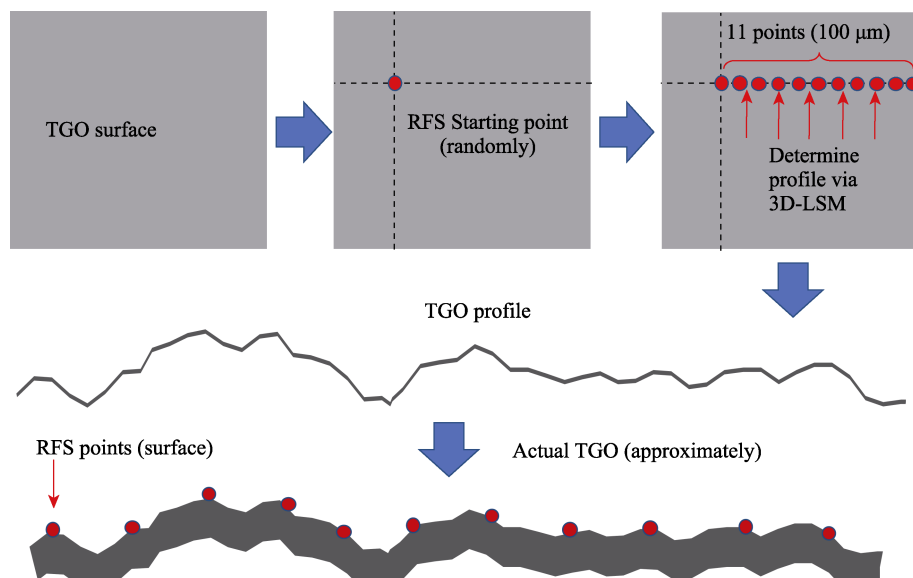 TGO surface
RFS Starting point
(randomly)
11 points (100 μm)
Determine
profile via
3D-LSM
TGO profile
RFS points (surface)
Actual TGO (approximately)